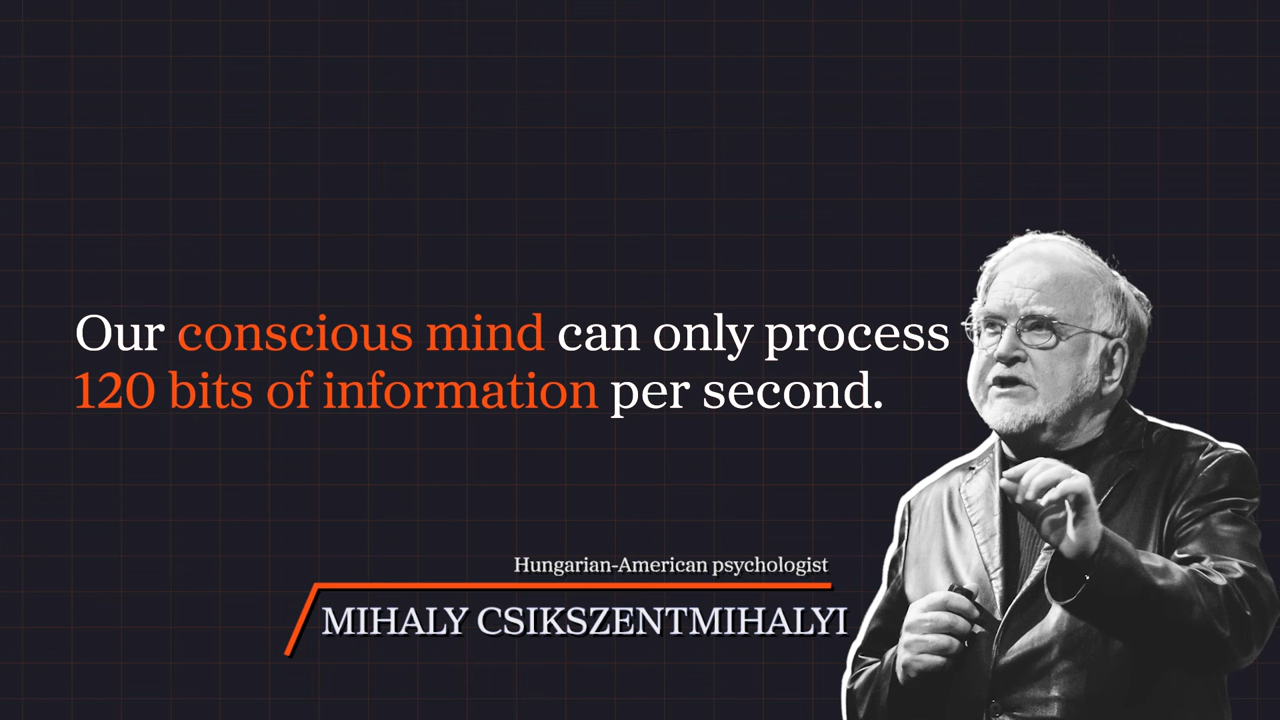 Our conscious mind can only process
120 bits of information per second.
Hungarian-American psychologist
MIHALY CSIKSZENTMIHALYI